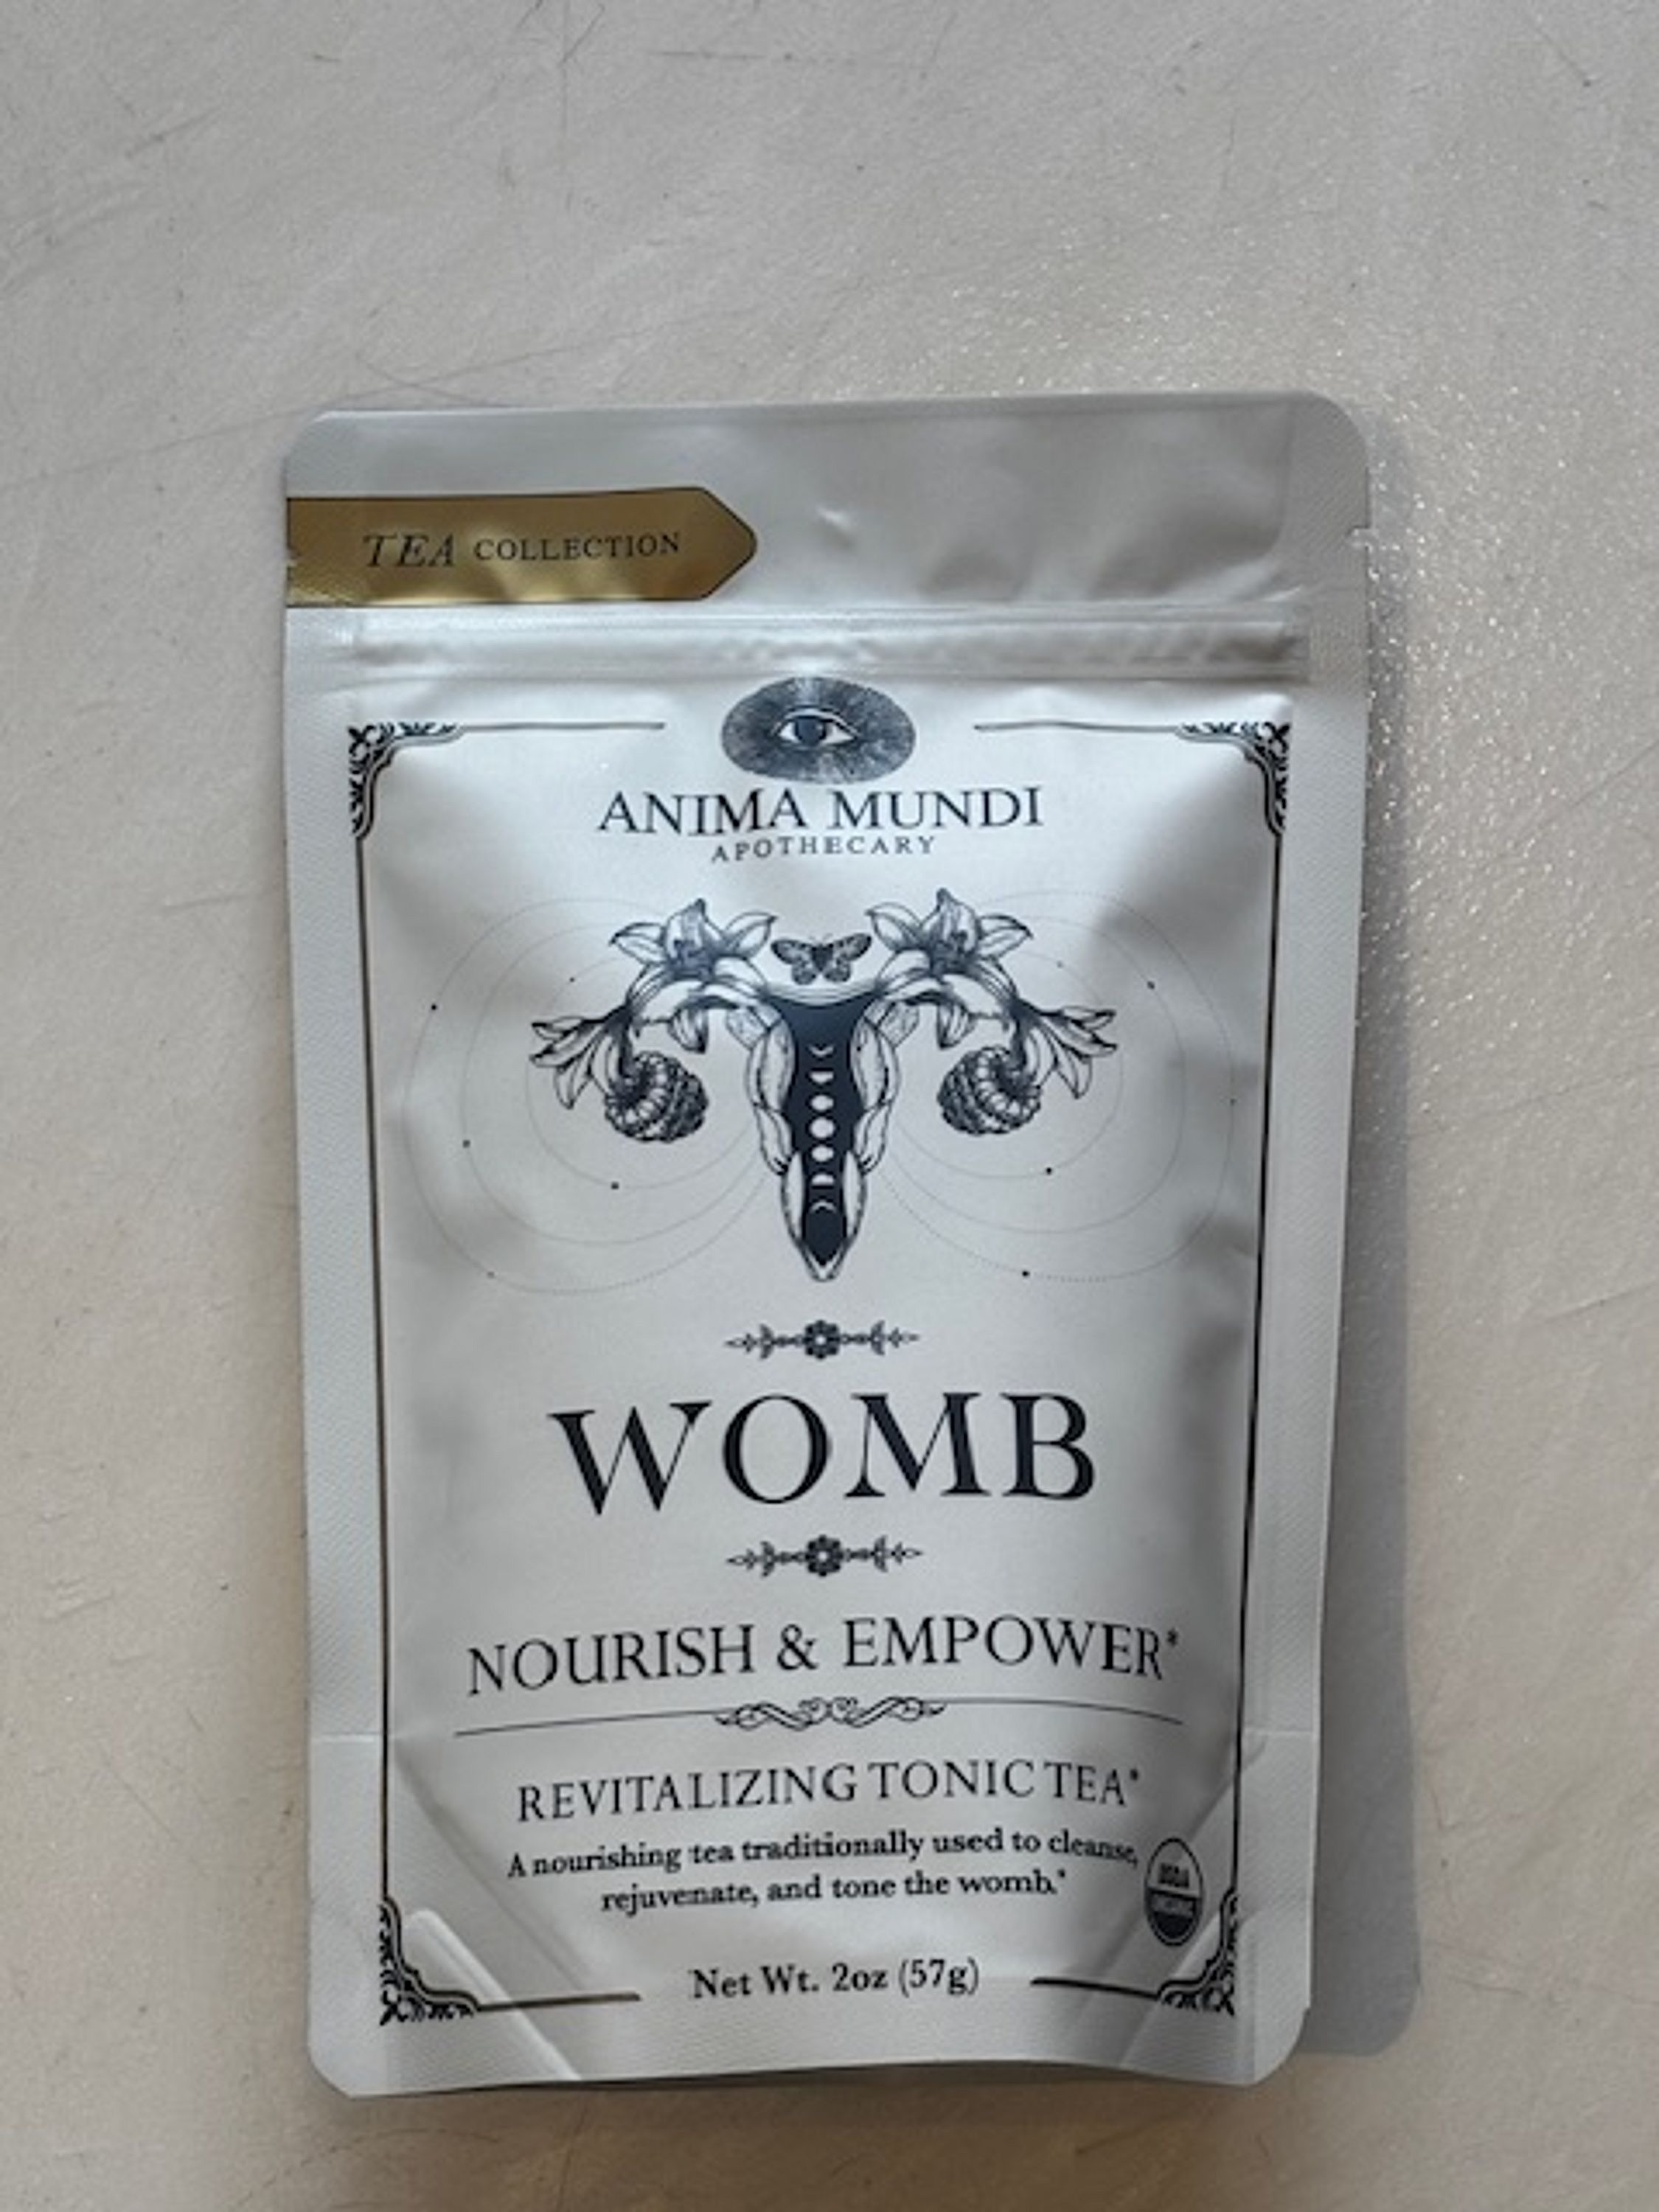 TEA COLLECTION
ANIMA MUNDI
APOTHECARY
WOMB
NOURISH & EMPOWER*
REVITALIZING TONIC TEA*
A nourishing tea traditionally used to cleanse,
rejuvenate, and tone the womb.*
USDA
Net Wt. 2oz (57g)